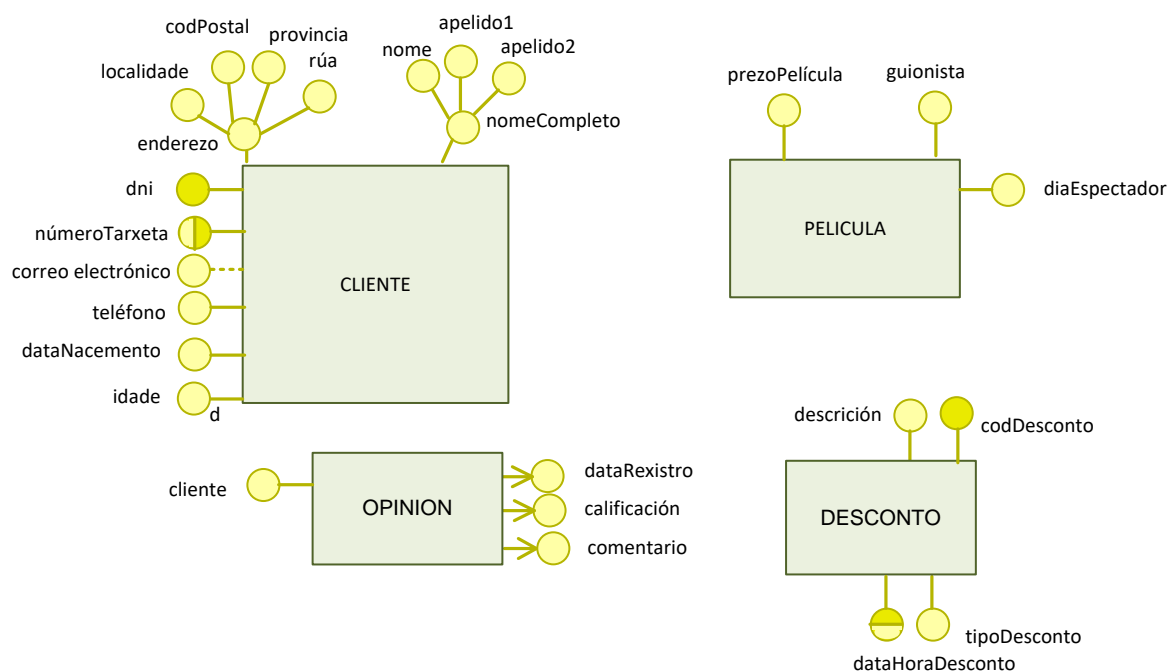 apelido1
codPostal
provincia
nome
apelido2
rúa
localidade
prezoPelícula
guionista
enderezo
nomeCompleto
dni
diaEspectador
númeroTarxeta
PELICULA
correo electrónico
CLIENTE
teléfono
dataNacemento
idade
d
descrición
codDesconto
dataRexistro
cliente
OPINION
calificación
DESCONTO
comentario
tipoDesconto
dataHoraDesconto